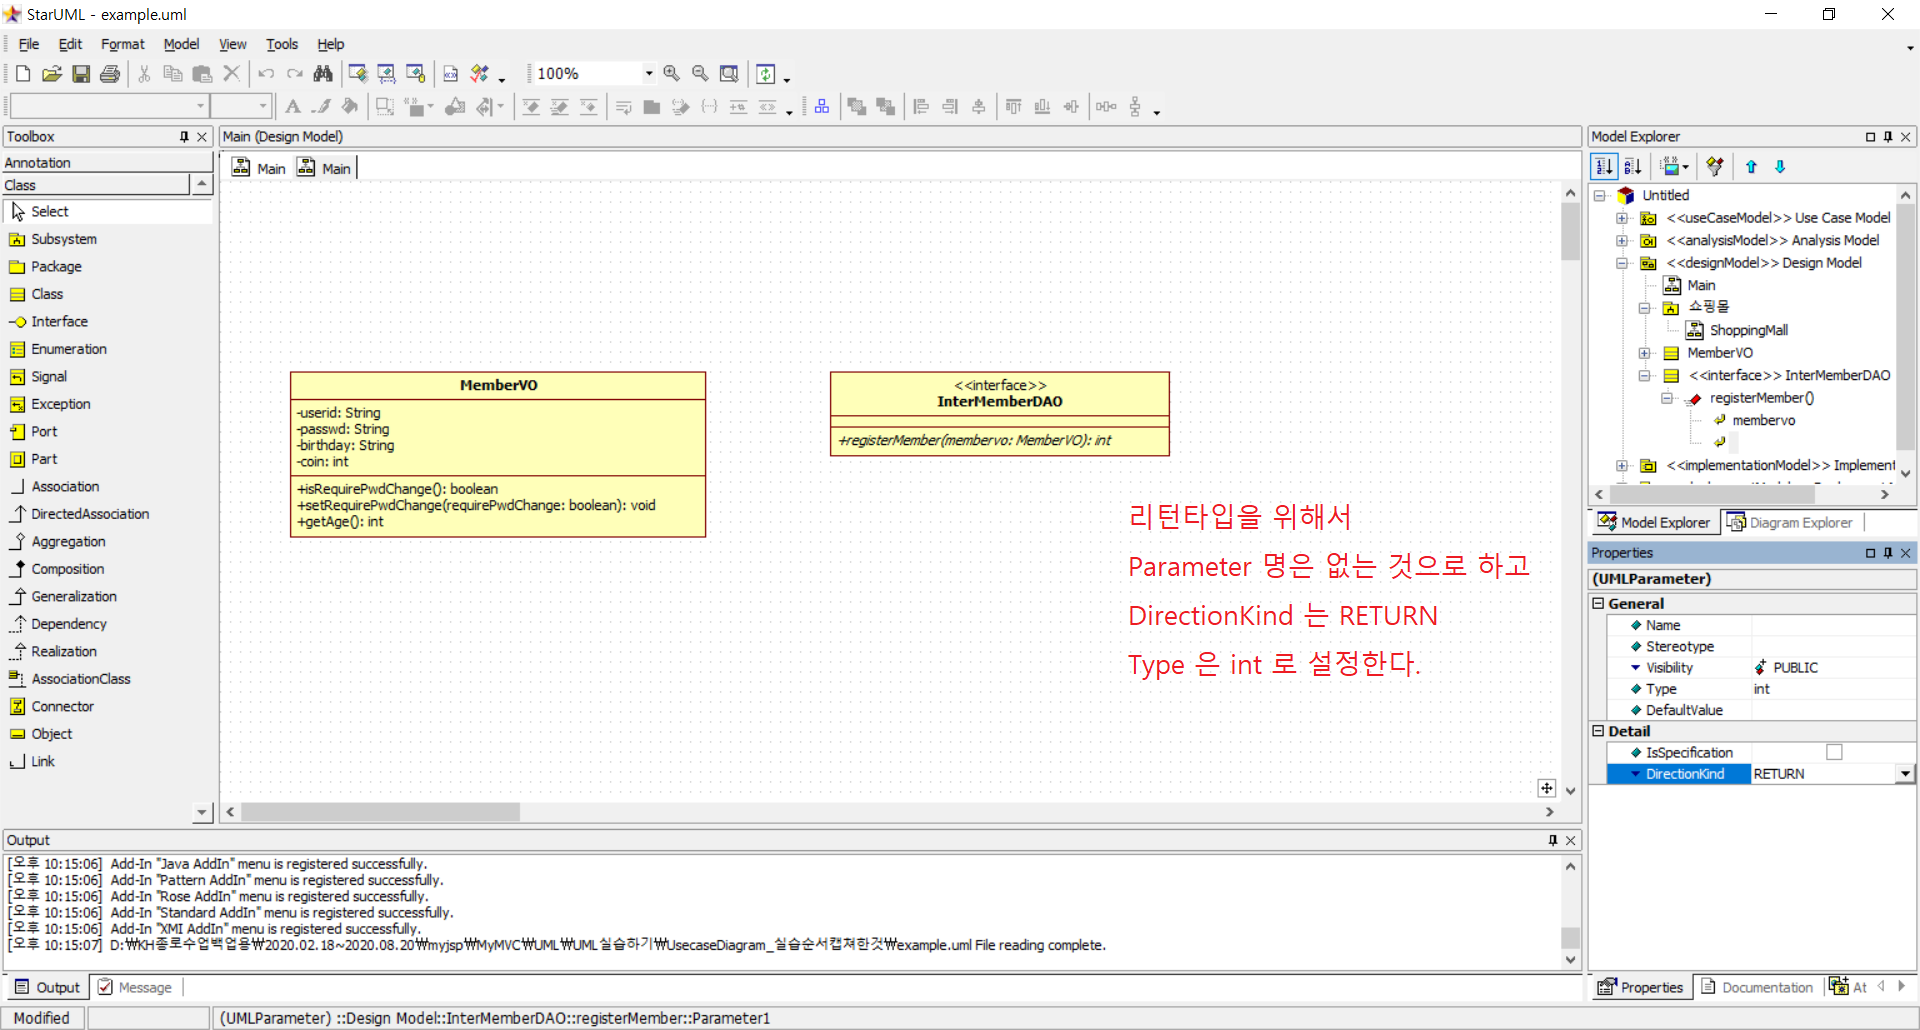 StarUML - example.uml
File Edit Format Model View Tools Help
100%
Toolbox
Annotation
Class
Select
Subsystem
Package
Class
Interface
Enumeration
Signal
Exception
Port
Part
Association
DirectedAssociation
Aggregation
Composition
Generalization
Dependency
Realization
AssociationClass
Connector
Object
Link
Main (Design Model)
Main Main
MemberVO
-userid: String
-passwd: String
-birthday: String
-coin: int
+isRequirePwdChange(): boolean
+setRequirePwdChange(requirePwdChange: boolean): void
+getAge(): int
<<interface>>
InterMemberDAO
+registerMember(membervo: MemberVO): int
리턴타입을 위해서
Parameter 명은 없는 것으로 하고
DirectionKind 는 RETURN
Type 은 int 로 설정한다.
Model Explorer
Untitled
<<useCaseModel>> Use Case Model
<<analysisModel>> Analysis Model
<<designModel>> Design Model
Main
쇼핑몰
ShoppingMall
MemberVO
<<interface>> InterMemberDAO
registerMember()
membervo
<<implementationModel>> Implement
Model Explorer Diagram Explorer
Properties
(UMLParameter)
General
Name
Stereotype
Visibility PUBLIC
Type int
DefaultValue
Detail
IsSpecification
DirectionKind RETURN
Properties Documentation At
Output
[오후 10:15:06] Add-In "Java AddIn" menu is registered successfully.
[오후 10:15:06] Add-In "Pattern AddIn" menu is registered successfully.
[오후 10:15:06] Add-In "Rose AddIn" menu is registered successfully.
[오후 10:15:06] Add-In "Standard AddIn" menu is registered successfully.
[오후 10:15:06] Add-In "XMI AddIn" menu is registered successfully.
[오후 10:15:07] D:₩KH종로수업백업용₩2020.02.18~2020.08.20₩myjsp₩MyMVC₩UML₩UML실습하기₩UsecaseDiagram_실습순서캡쳐한것₩example.uml File reading complete.
Output Message
Modified
(UMLParameter) ::Design Model::InterMemberDAO::registerMember::Parameter1